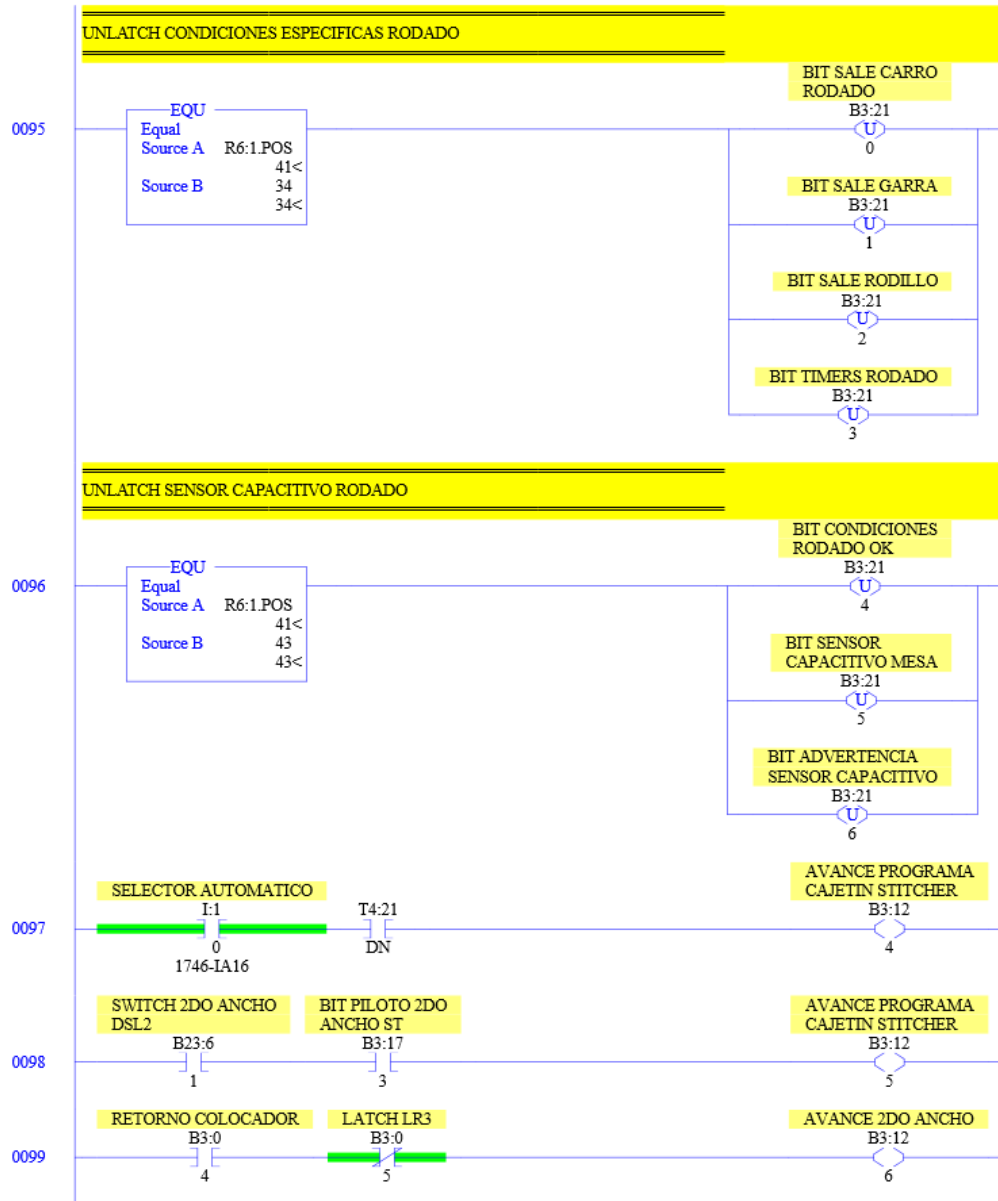 UNLATCH CONDICIONES ESPECIFICAS RODADO
BIT SALE CARRO
RODADO
B3:21
EQU
0095
Equal
U
Source A R6:1.POS
0
41<
Source B 34
34<
BIT SALE GARRA
B3:21
U
1
BIT SALE RODILLO
B3:21
U
2
BIT TIMERS RODADO
B3:21
U
3
UNLATCH SENSOR CAPACITIVO RODADO
BIT CONDICIONES
RODADO OK
B3:21
EQU
0096
Equal
U
Source A R6:1.POS
4
41<
Source B 43
43<
BIT SENSOR
CAPACITIVO MESA
B3:21
U
5
BIT ADVERTENCIA
SENSOR CAPACITIVO
B3:21
U
6
SELECTOR AUTOMATICO
AVANCE PROGRAMA
CAJETIN STITCHER
I:1 T4:21 B3:12
0097
0 DN 4
1746-IA16
SWITCH 2DO ANCHO
DSL2
BIT PILOTO 2DO
ANCHO ST
AVANCE PROGRAMA
CAJETIN STITCHER
B23:6 B3:17 B3:12
0098
1 3 5
RETORNO COLOCADOR LATCH LR3 AVANCE 2DO ANCHO
B3:0 B3:0 B3:12
0099
4 5 6